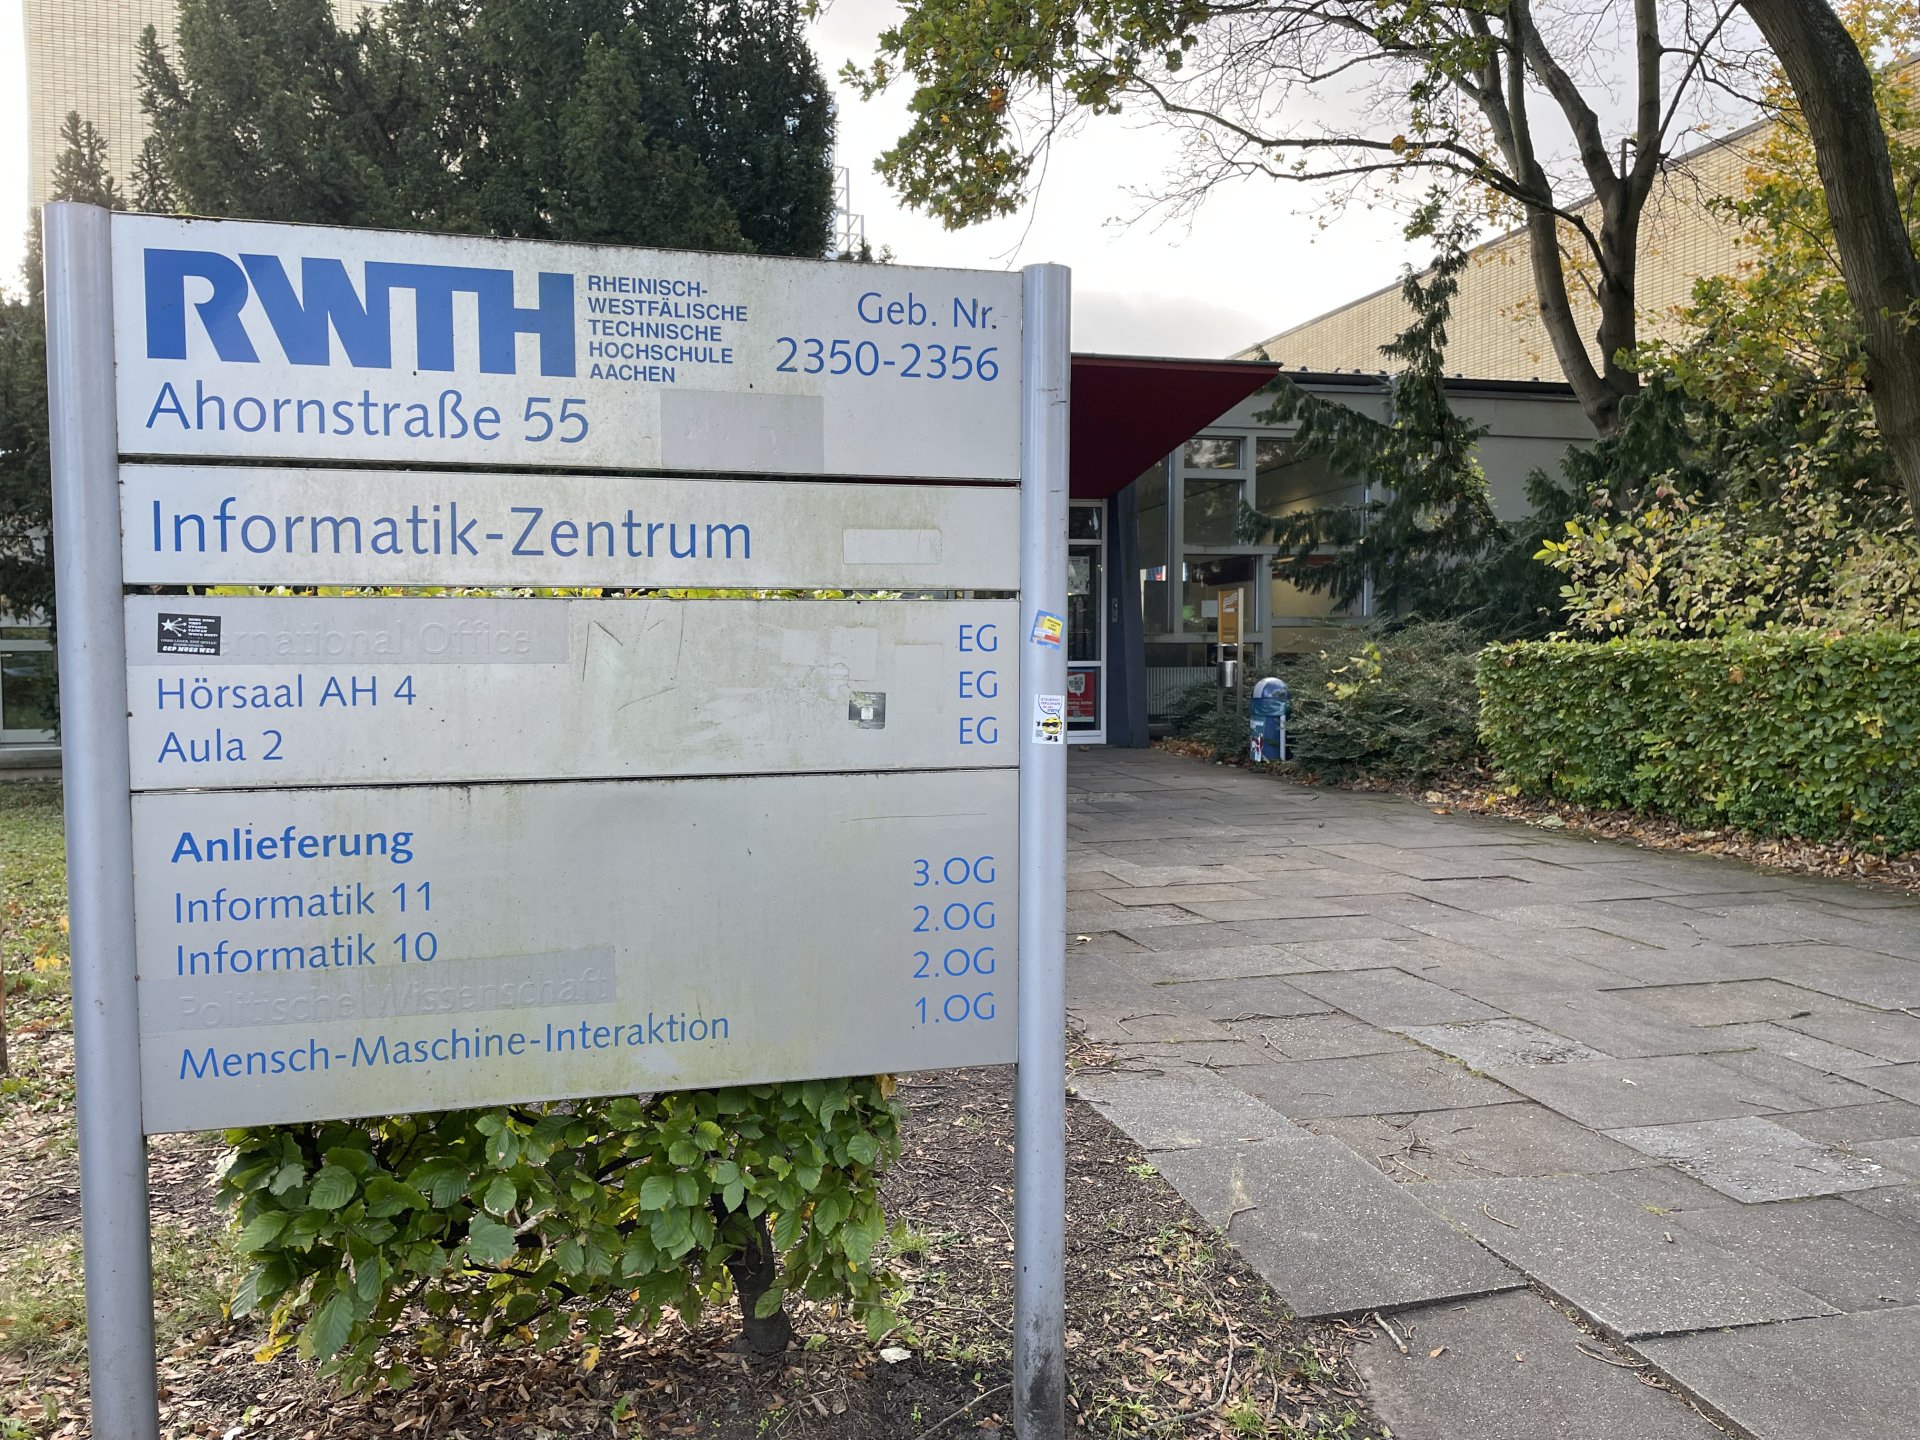 RWTH
RHEINISCH-
WESTFÄLISCHE
TECHNISCHE
HOCHSCHULE
AACHEN
Geb. Nr.
2350-2356
Ahornstraße 55
Informatik-Zentrum
EG
Hörsaal AH 4 EG
Aula 2 EG
Anlieferung
Informatik 11
Informatik 10
Politische Wissenschaft
Mensch-Maschine-Interaktion
3.OG
2.OG
2.OG
1.OG